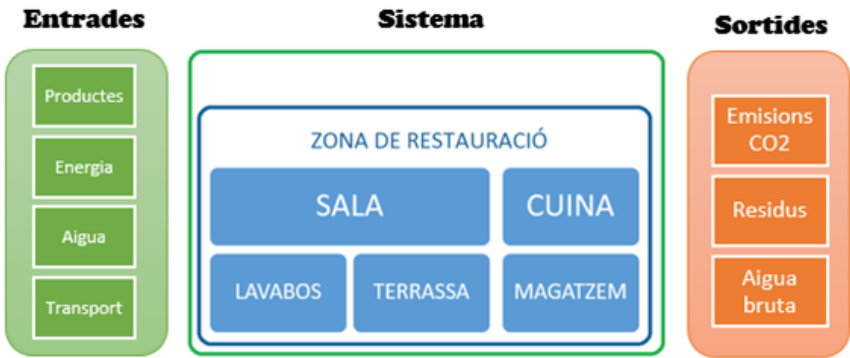 Entrades
Sistema
Sortides
Productes
Energia
Aigua
Transport
ZONA DE RESTAURACIÓ
SALA
CUINA
LAVABOS
TERRASSA
MAGATZEM
Emisions
CO2
Residus
Aigua
bruta